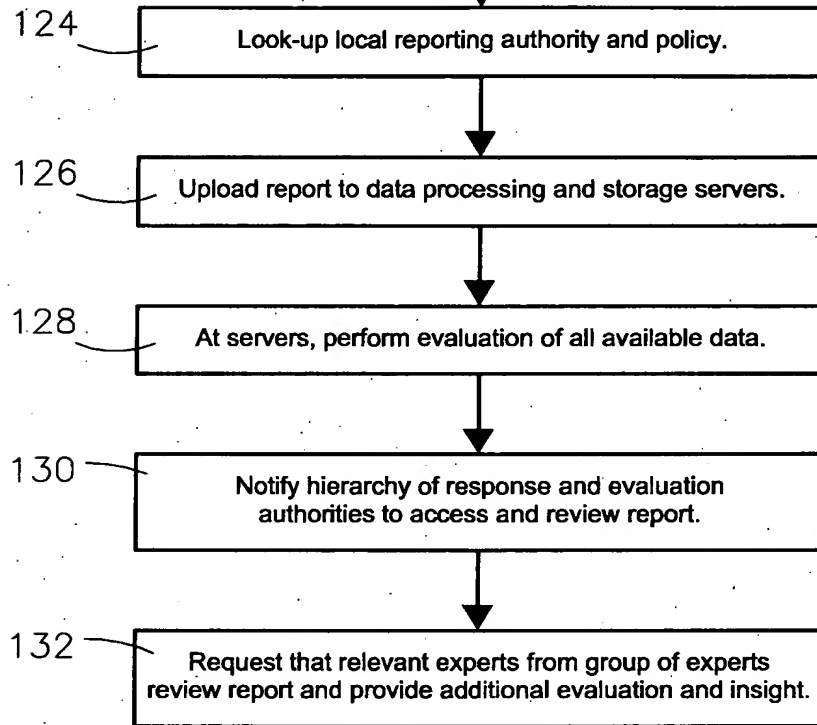 124
Look-up local reporting authority and policy.
126
Upload report to data processing and storage servers.
128
At servers, perform evaluation of all available data.
130
Notify hierarchy of response and evaluation
authorities to access and review report.
132
Request that relevant experts from group of experts
review report and provide additional evaluation and insight.